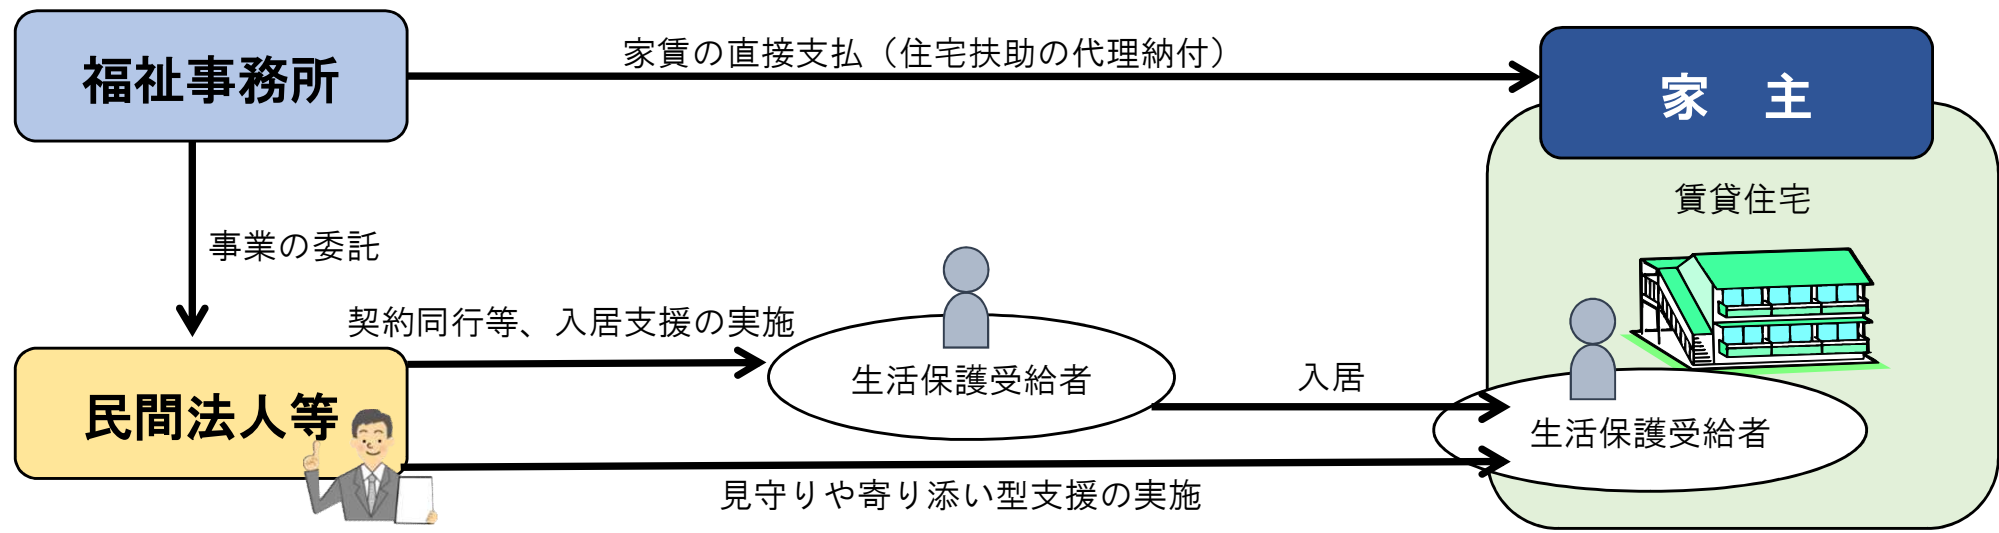 福祉事務所
家賃の直接支払（住宅扶助の代理納付）
家　主
賃貸住宅
事業の委託
契約同行等、入居支援の実施
生活保護受給者
入居
民間法人等
生活保護受給者
見守りや寄り添い型支援の実施